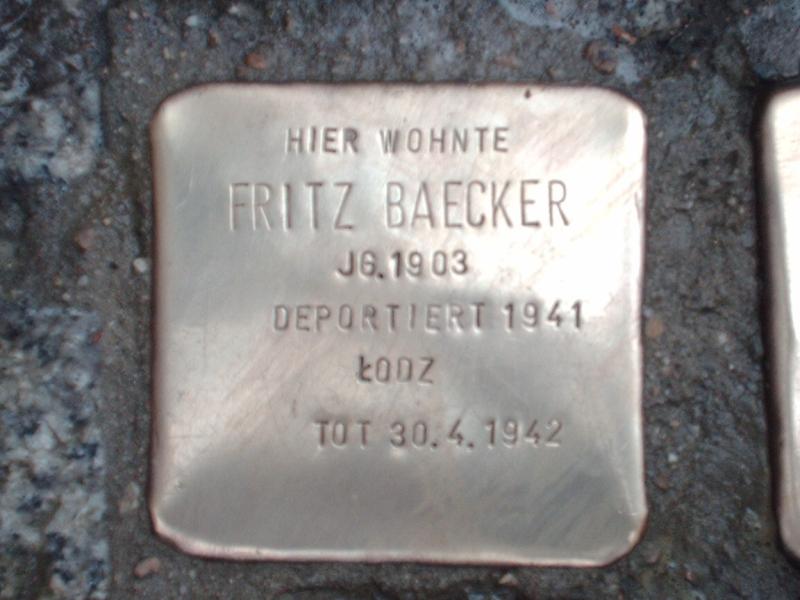 HIER WOHNTE
FRITZ BAECKER
JG.1903
DEPORTIERT 1941
ŁODZ
TOT 30.4.1942